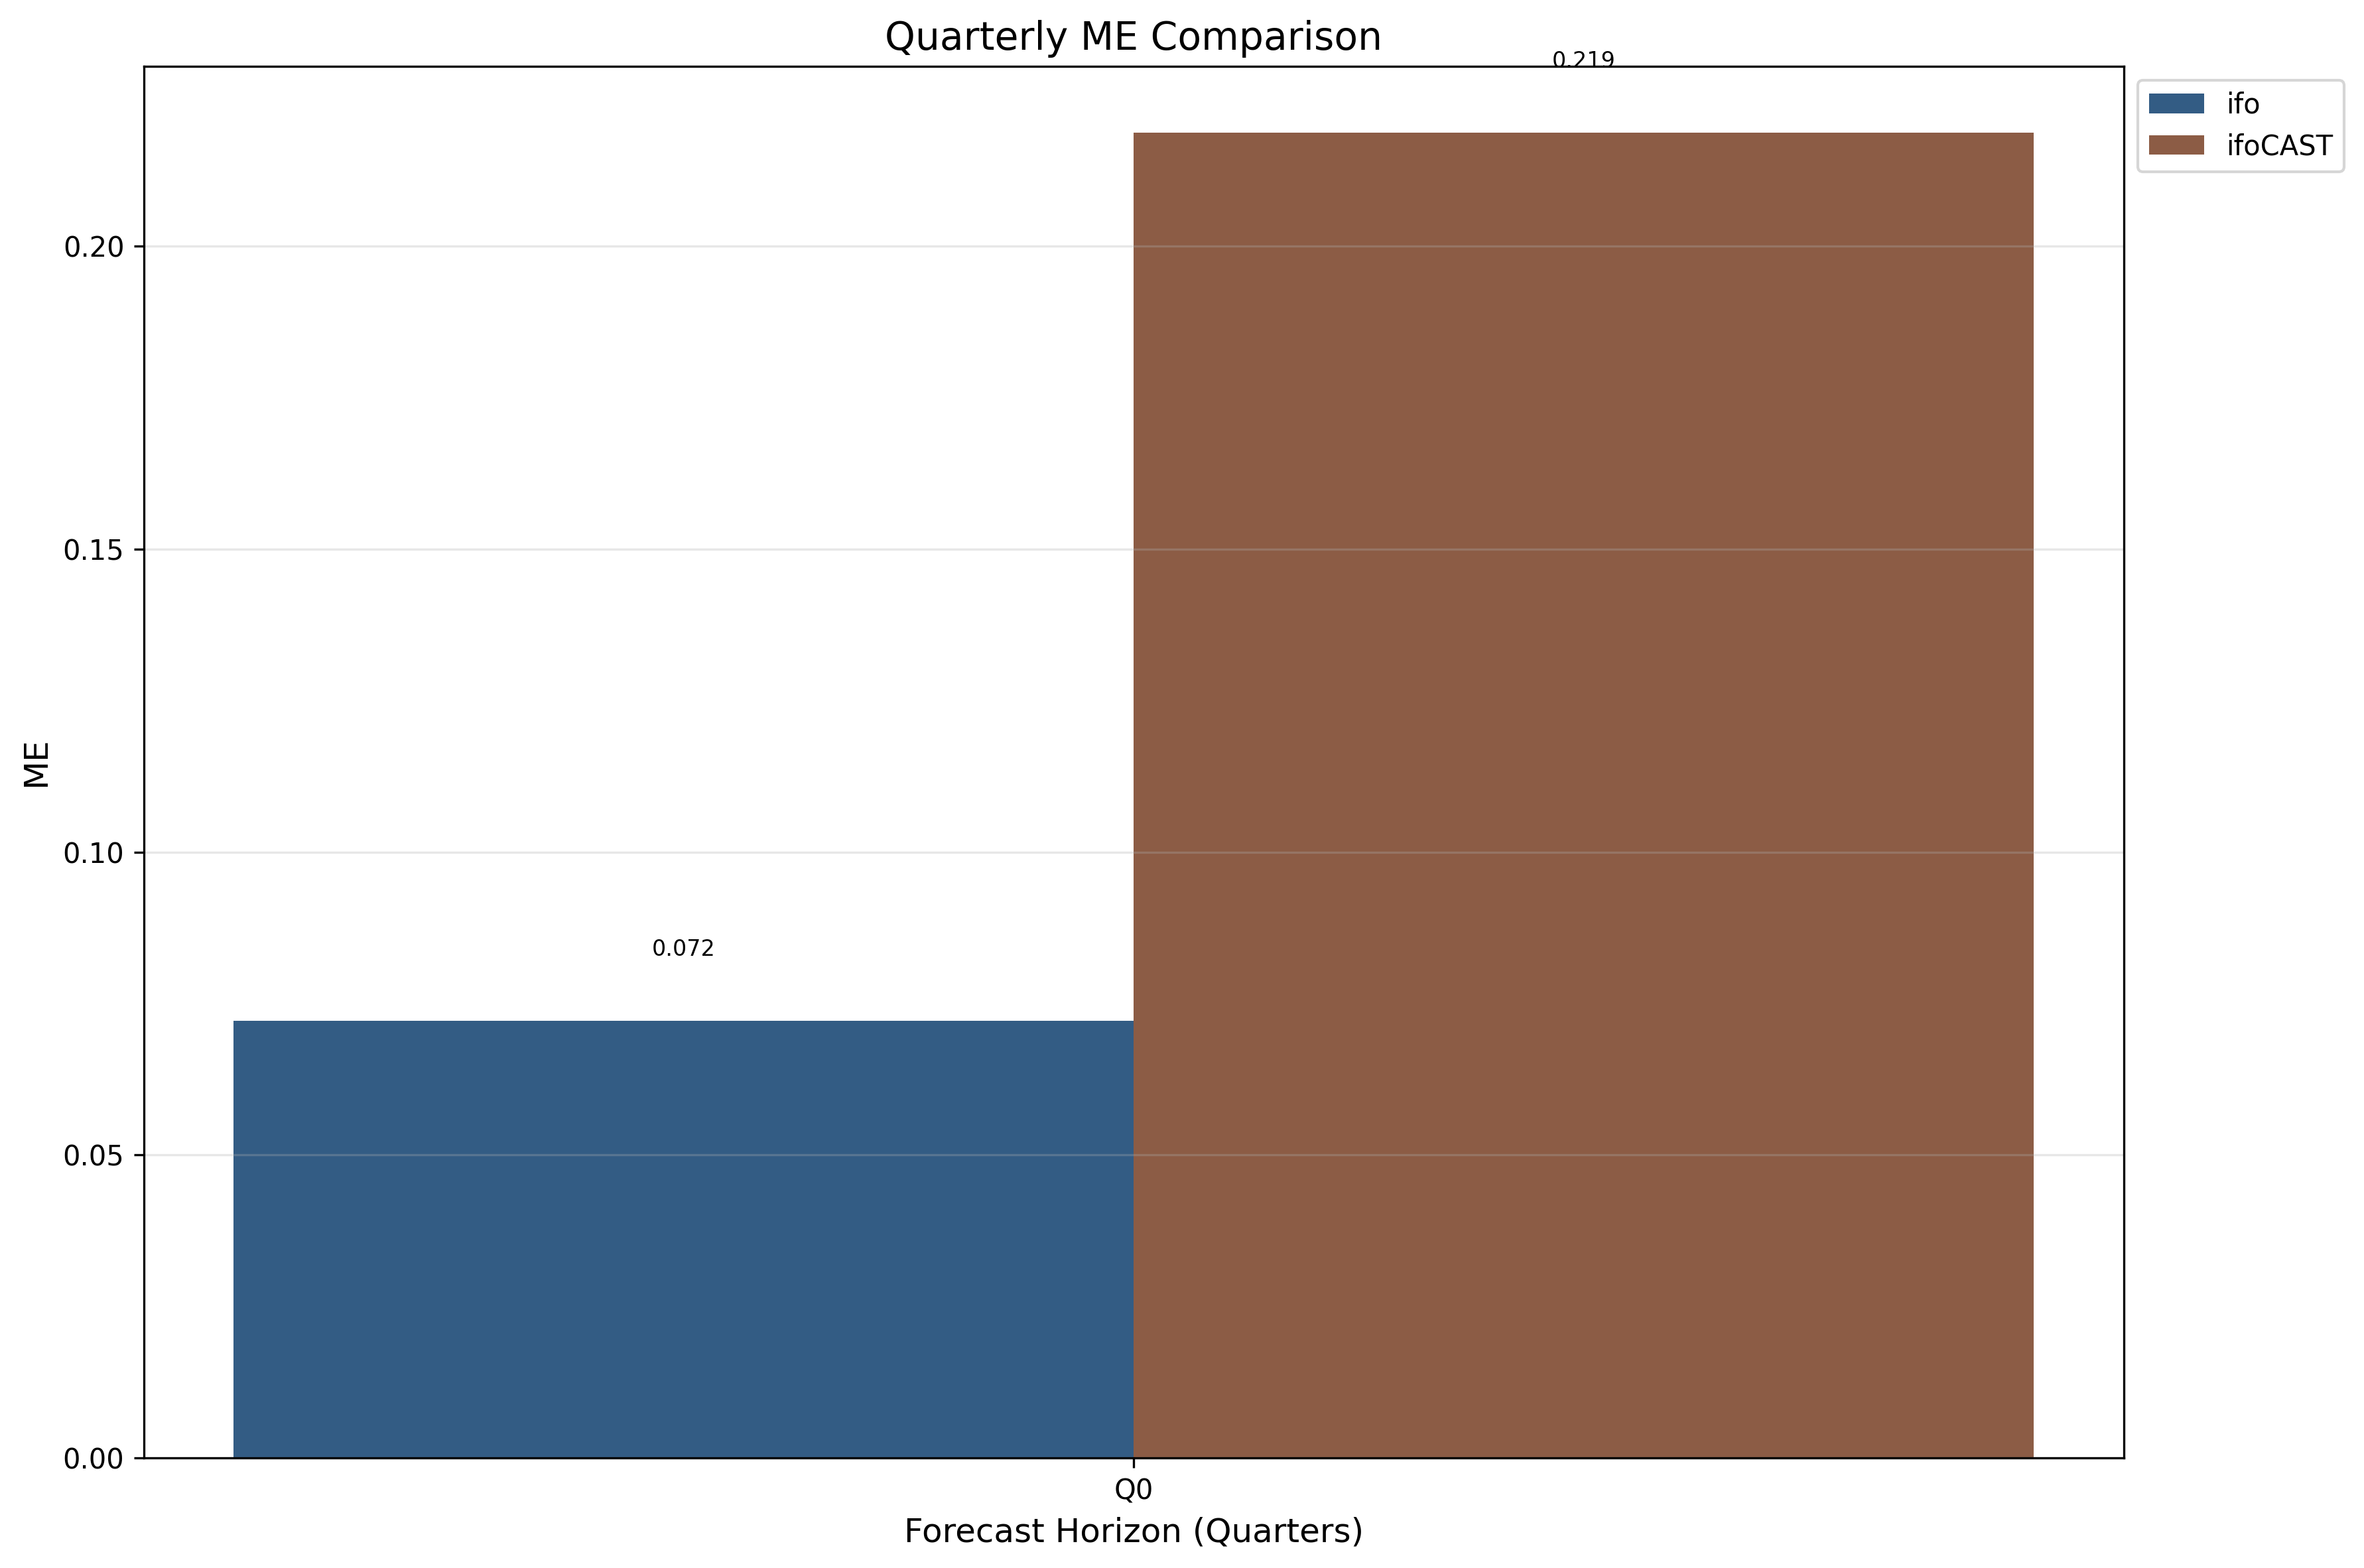 Quarterly ME Comparison
0.219
ifo
ifoCAST
0.20
0.15
0.10
0.05
0.00
ME
0.072
Q0
Forecast Horizon (Quarters)